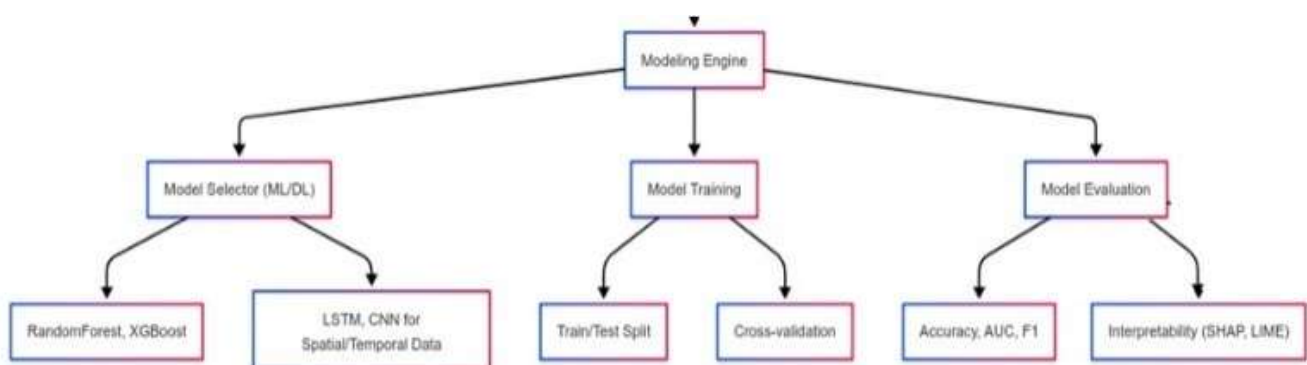 Modeling Engine
Model Selector (ML/DL)
Model Training
Model Evaluation
RandomForest, XGBoost
LSTM, CNN for
Spatial/Temporal Data
Train/Test Split
Cross-validation
Accuracy, AUC, F1
Interpretability (SHAP, LIME)